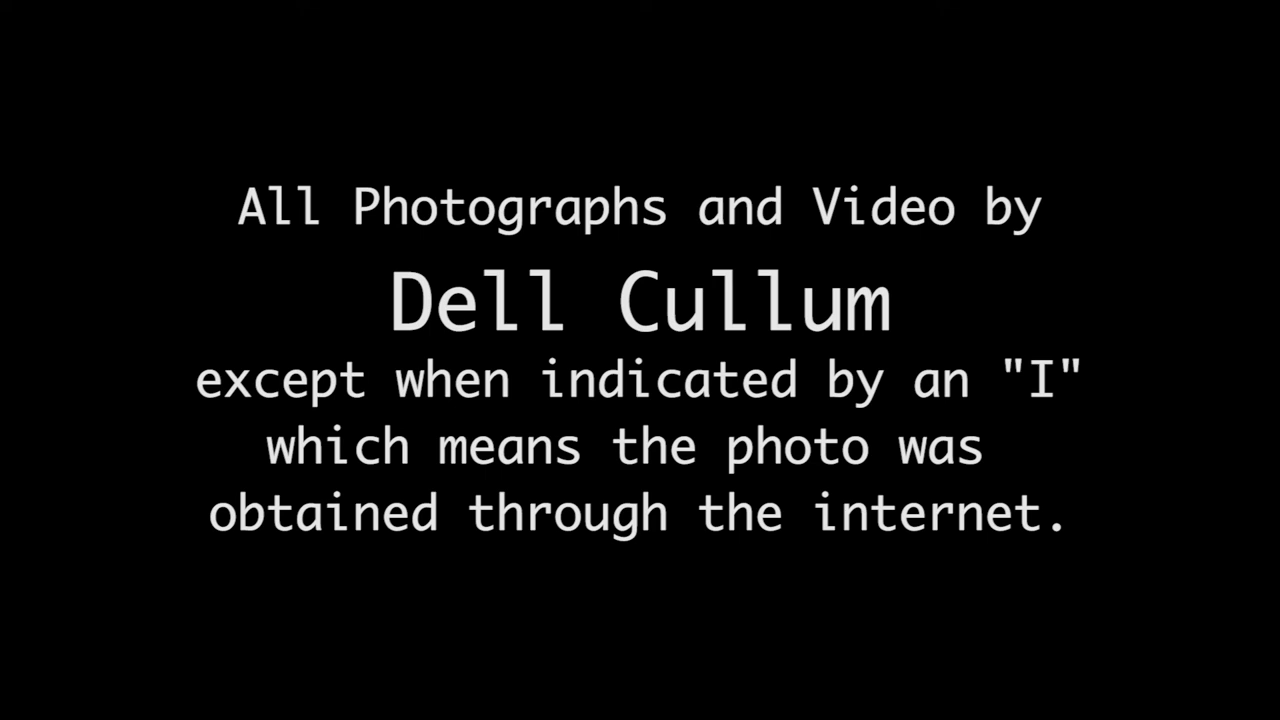 All Photographs and Video by
Dell Cullum
except when indicated by an "I"
which means the photo was
obtained through the internet.